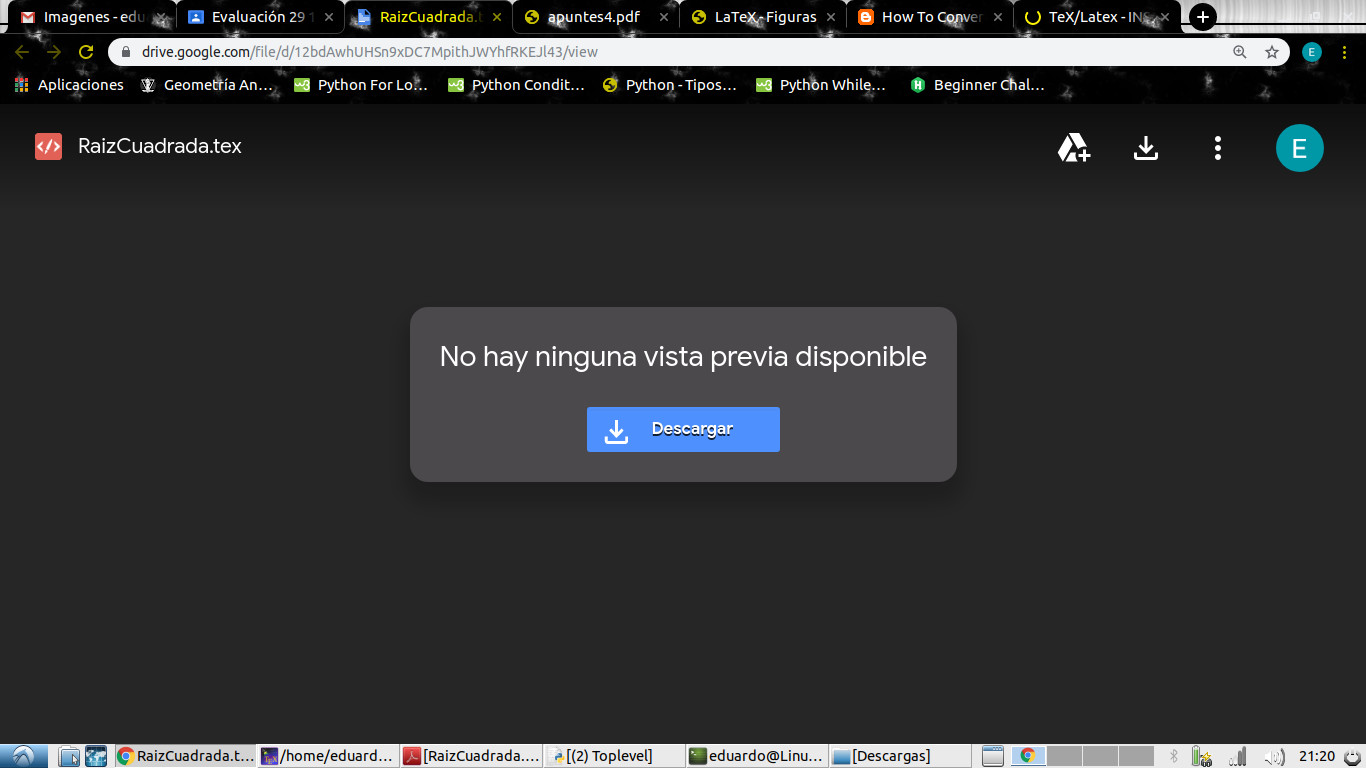 Imagenes - edu
Evaluación 29 1
RaizCuadrada.t
apuntes4.pdf
LaTeX - Figuras
How To Conver
TeX/Latex - INS
drive.google.com/file/d/12bdAwhUHSn9xDC7MpithJWYhfRKEJl43/view
E
Aplicaciones
Geometría An...
Python For Lo...
Python Condit...
Python - Tipos...
Python While...
Beginner Chal...
RaizCuadrada.tex
E
No hay ninguna vista previa disponible
Descargar
RaizCuadrada.t...
/home/eduard...
[RaizCuadrada....
[(2) Toplevel]
eduardo@Linu...
[Descargas]
21:20